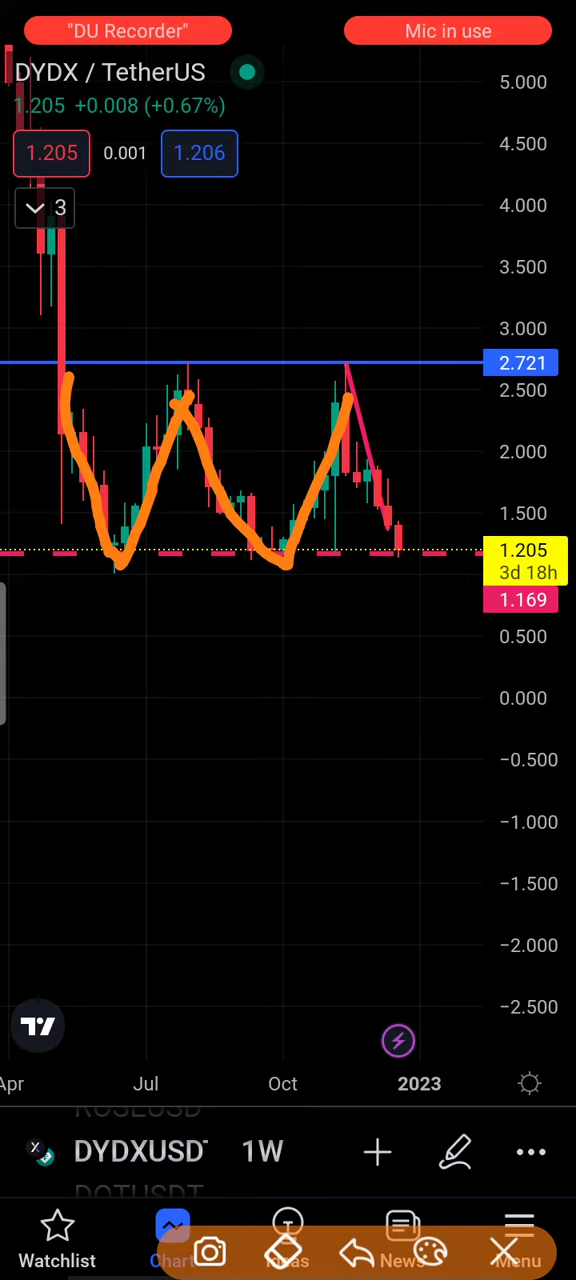 "DU Recorder" Mic in use
DYDX / TetherUS
1.205 +0.008 (+0.67%)
1.205 0.001 1.206
3
5.000
4.500
4.000
3.500
3.000
2.721
2.500
2.000
1.500
1.205
3d 18h
1.169
0.500
0.000
−0.500
−1.000
−1.500
−2.000
−2.500
Apr Jul Oct 2023
ROSEUSD
DYDXUSDT 1W
DOTUSDT
Watchlist Chart Ideas News Menu